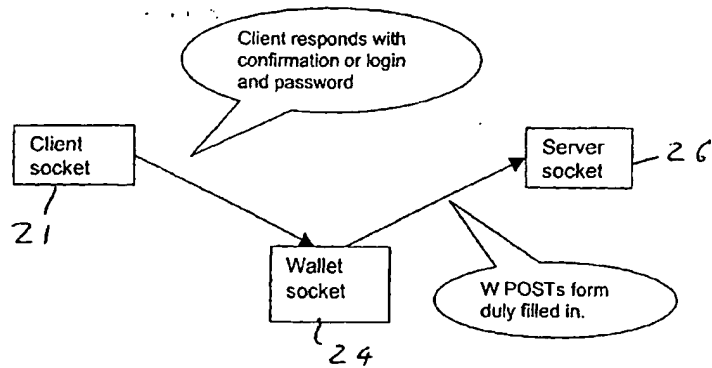 Client responds with
confirmation or login
and password
Client
socket
21
Server
socket
26
Wallet
socket
24
W POSTs form
duly filled in.